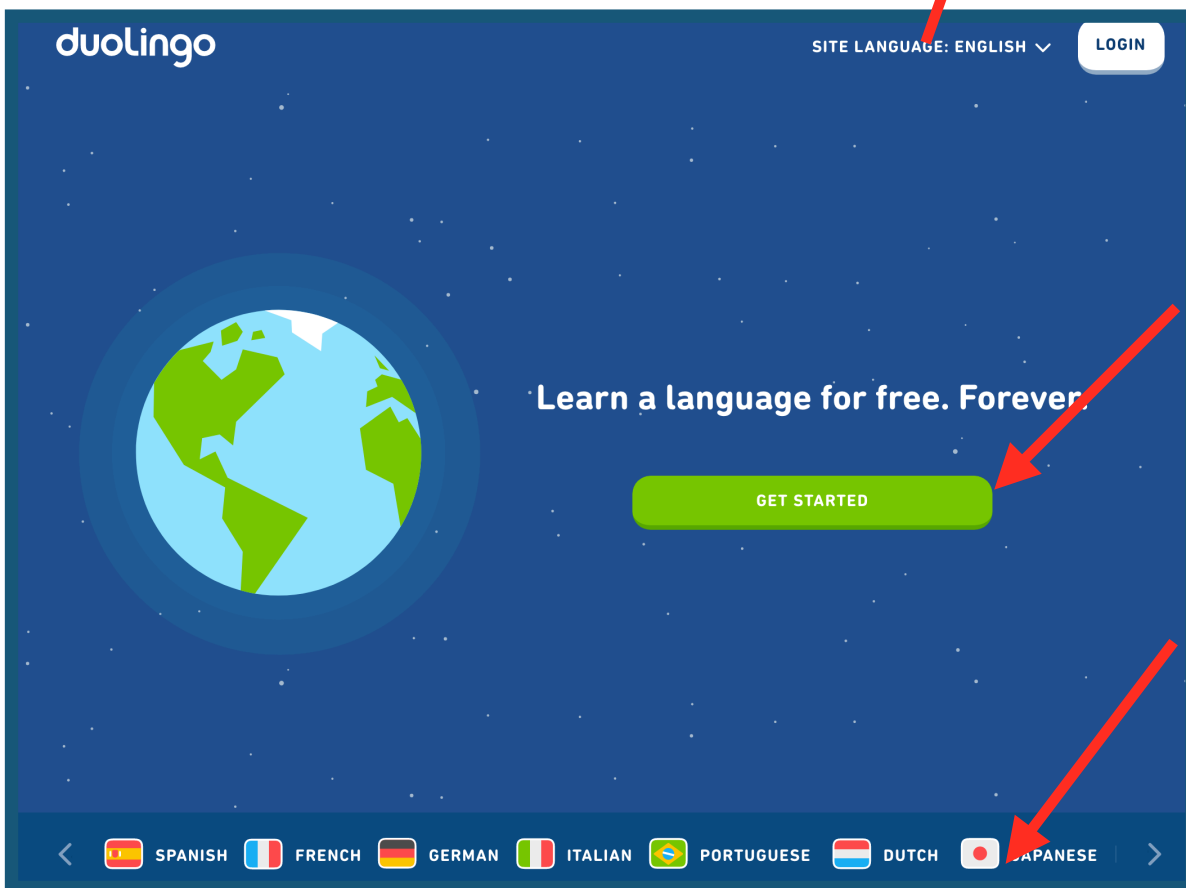 duolingo
SITE LANGUAGE: ENGLISH
LOGIN
Learn a language for free. Forever.
GET STARTED
SPANISH FRENCH GERMAN ITALIAN PORTUGUESE DUTCH JAPANESE